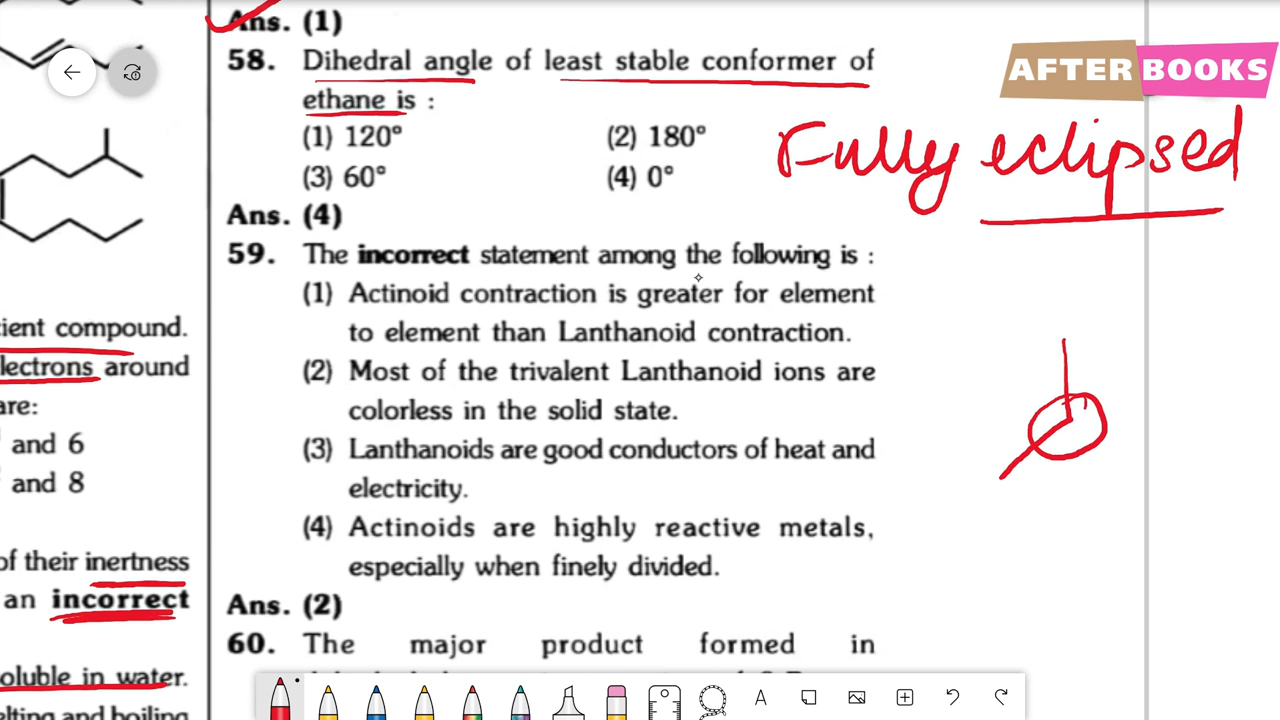 Ans. (1)
58. Dihedral angle of least stable conformer of
ethane is :
(1) 120° (2) 180°
(3) 60° (4) 0°
Ans. (4)
59. The incorrect statement among the following is :
(1) Actinoid contraction is greater for element
to element than Lanthanoid contraction.
(2) Most of the trivalent Lanthanoid ions are
colorless in the solid state.
(3) Lanthanoids are good conductors of heat and
electricity.
(4) Actinoids are highly reactive metals,
especially when finely divided.
Ans. (2)
60. The major product formed in
AFTER BOOKS
Fully eclipsed
cient compound.
lectrons around
are:
and 6
and 8
of their inertness
an incorrect
oluble in water.
elting and boiling
A